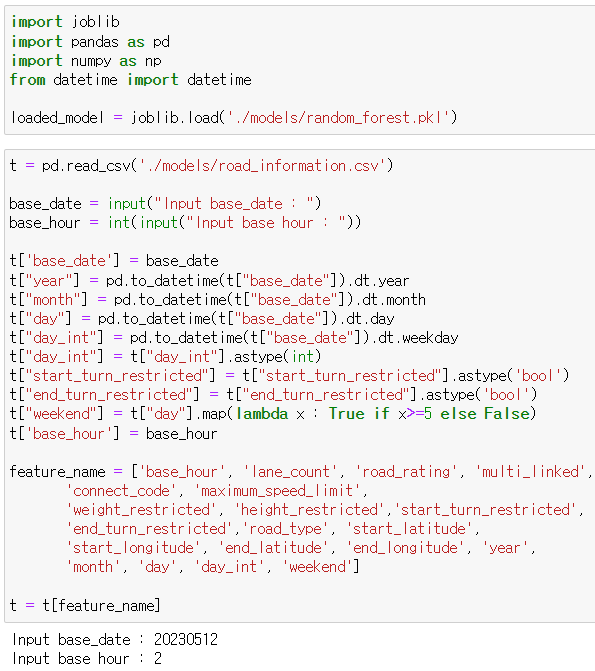 import joblib
import pandas as pd
import numpy as np
from datetime import datetime
loaded_model = joblib.load('./models/random_forest.pkl')
t = pd.read_csv('./models/road_information.csv')
base_date = input("Input base_date : ")
base_hour = int(input("Input base hour : "))
t['base_date'] = base_date
t["year"] = pd.to_datetime(t["base_date"]).dt.year
t["month"] = pd.to_datetime(t["base_date"]).dt.month
t["day"] = pd.to_datetime(t["base_date"]).dt.day
t["day_int"] = pd.to_datetime(t["base_date"]).dt.weekday
t["day_int"] = t["day_int"].astype(int)
t["start_turn_restricted"] = t["start_turn_restricted"].astype('bool')
t["end_turn_restricted"] = t["end_turn_restricted"].astype('bool')
t["weekend"] = t["day"].map(lambda x : True if x>=5 else False)
t['base_hour'] = base_hour
feature_name = ['base_hour', 'lane_count', 'road_rating', 'multi_linked',
'connect_code', 'maximum_speed_limit',
'weight_restricted', 'height_restricted','start_turn_restricted',
'end_turn_restricted','road_type', 'start_latitude',
'start_longitude', 'end_latitude', 'end_longitude', 'year',
'month', 'day', 'day_int', 'weekend']
t = t[feature_name]
Input base_date : 20230512
Input base hour : 2